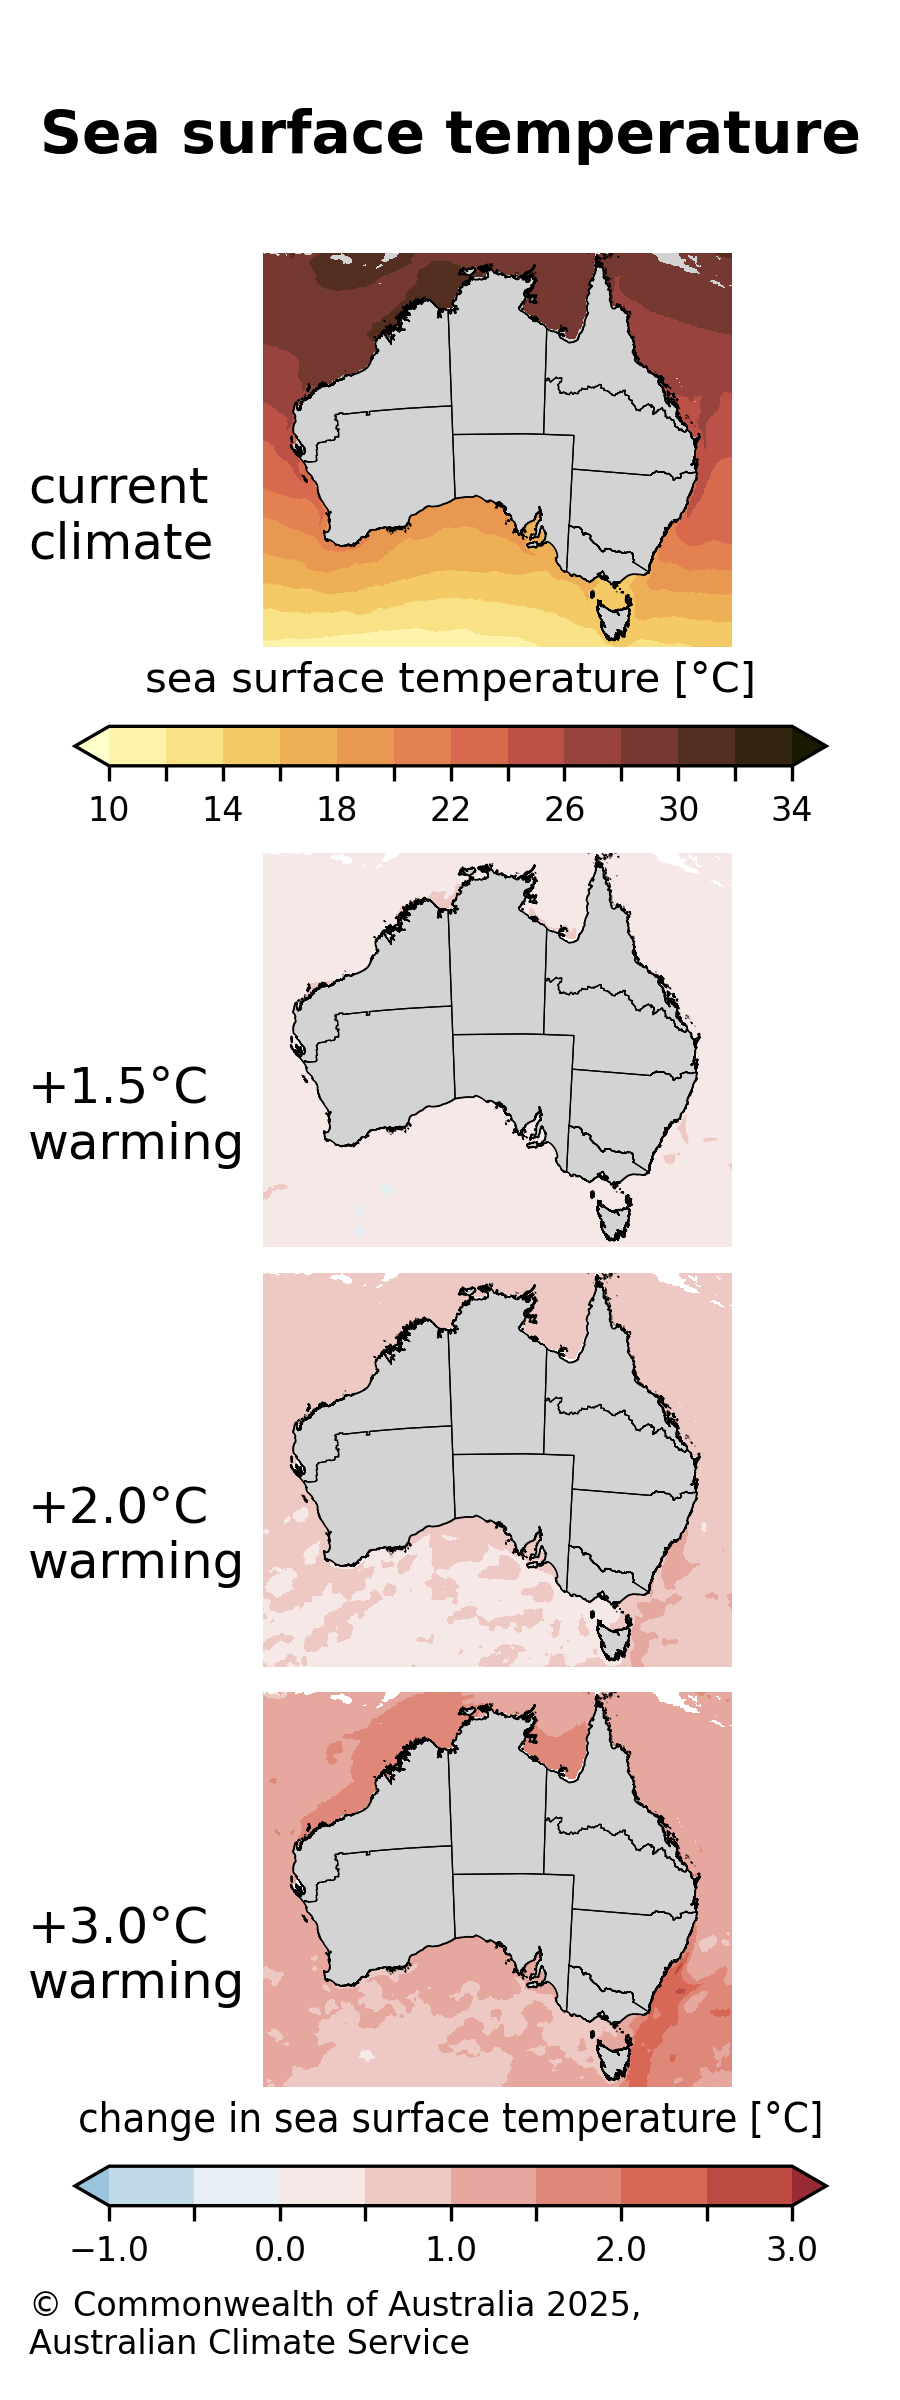 Sea surface temperature
current
climate
sea surface temperature [°C]
10 14 18 22 26 30 34
+1.5°C
warming
+2.0°C
warming
+3.0°C
warming
change in sea surface temperature [°C]
−1.0 0.0 1.0 2.0 3.0
© Commonwealth of Australia 2025,
Australian Climate Service